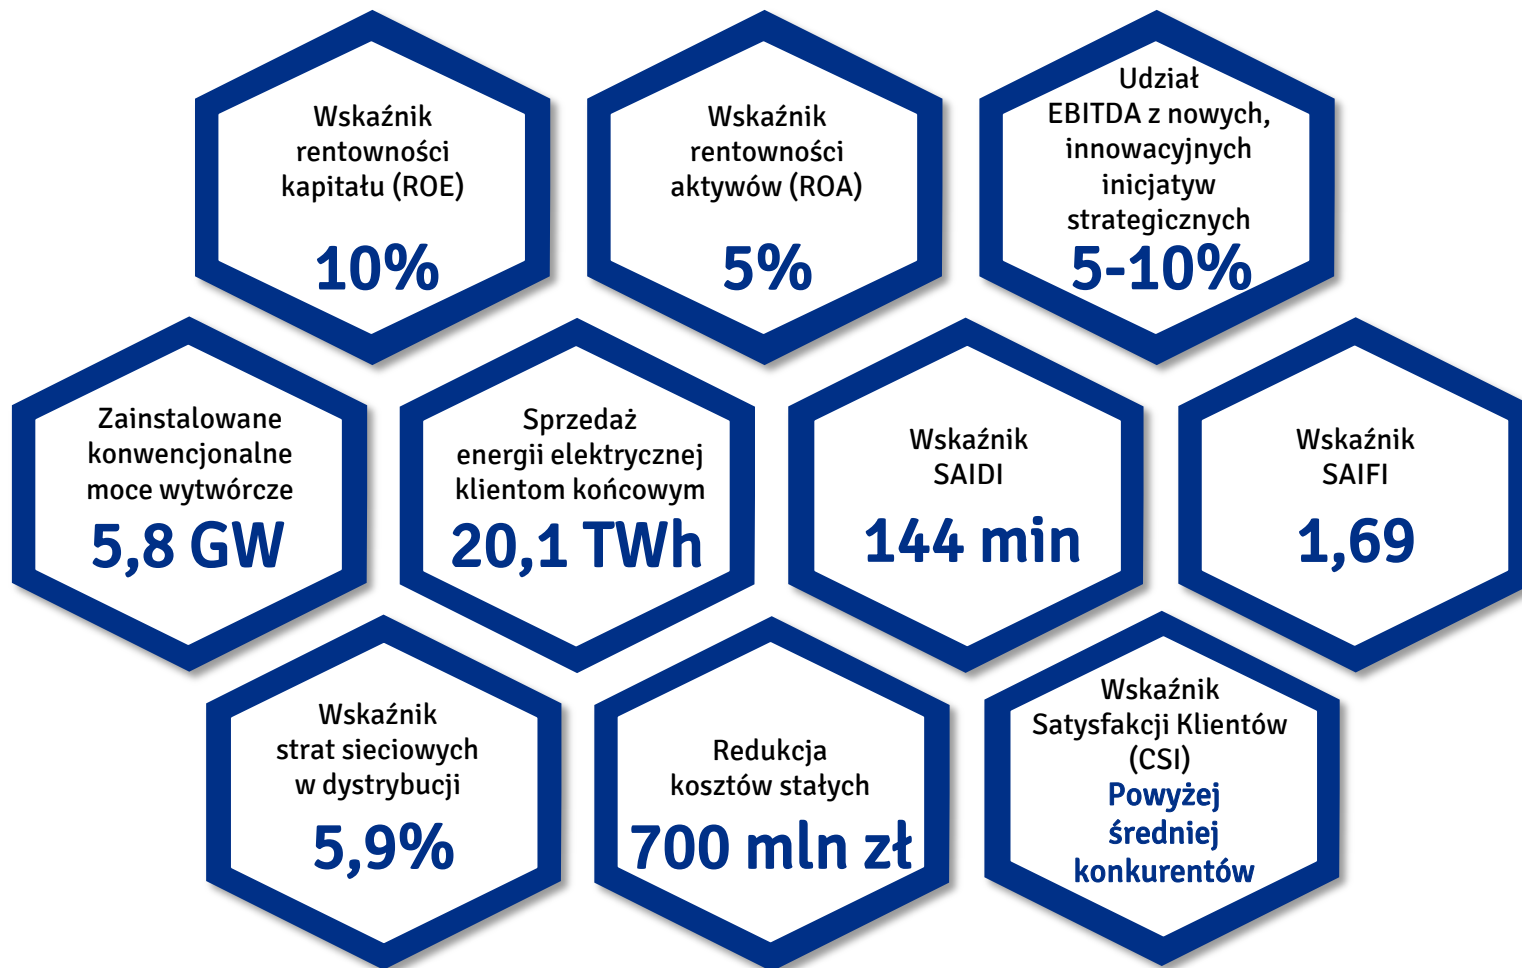 Wskaźnik
rentowności
kapitału (ROE)
10%
Wskaźnik
rentowności
aktywów (ROA)
5%
Udział
EBITDA z nowych,
innowacyjnych
inicjatyw
strategicznych
5-10%
Zainstalowane
konwencjonalne
moce wytwórcze
5,8 GW
Sprzedaż
energii elektrycznej
klientom końcowym
20,1 TWh
Wskaźnik
SAIDI
144 min
Wskaźnik
SAIFI
1,69
Wskaźnik
strat sieciowych
w dystrybucji
5,9%
Redukcja
kosztów stałych
700 mln zł
Wskaźnik
Satysfakcji Klientów
(CSI)
Powyżej
średniej
konkurentów